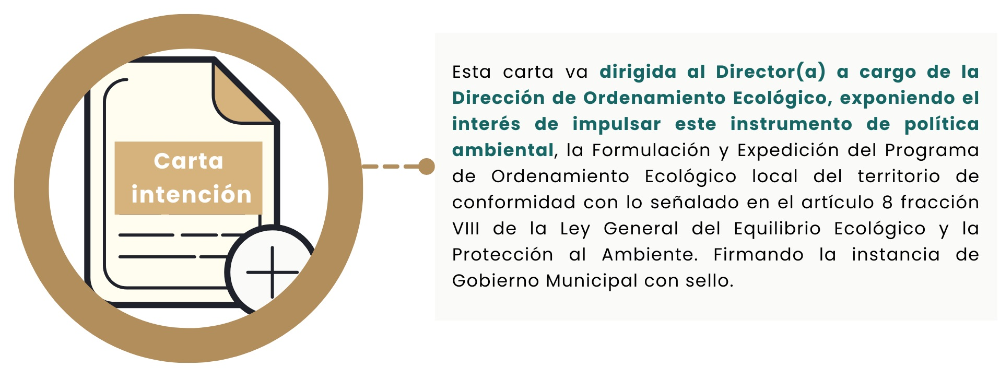 Carta
intención
Esta carta va dirigida al Director(a) a cargo de la
Dirección de Ordenamiento Ecológico, exponiendo el
interés de impulsar este instrumento de política
ambiental, la Formulación y Expedición del Programa
de Ordenamiento Ecológico local del territorio de
conformidad con lo señalado en el artículo 8 fracción
VIII de la Ley General del Equilibrio Ecológico y la
Protección al Ambiente. Firmando la instancia de
Gobierno Municipal con sello.